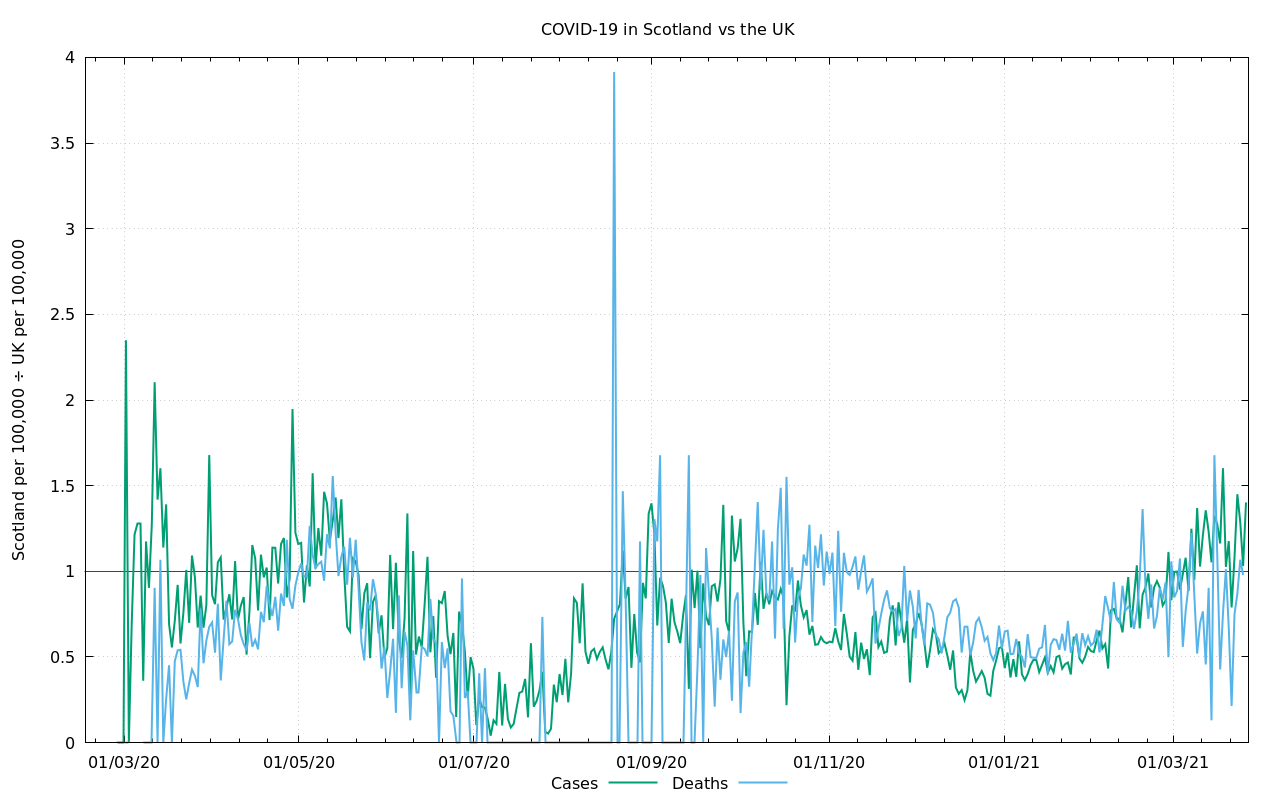 COVID-19 in Scotland vs the UK
4
3.5
3
2.5
2
1.5
1
0.5
0
Scotland per 100,000 ÷ UK per 100,000
01/03/20 01/05/20 01/07/20 01/09/20 01/11/20 01/01/21 01/03/21
Cases Deaths